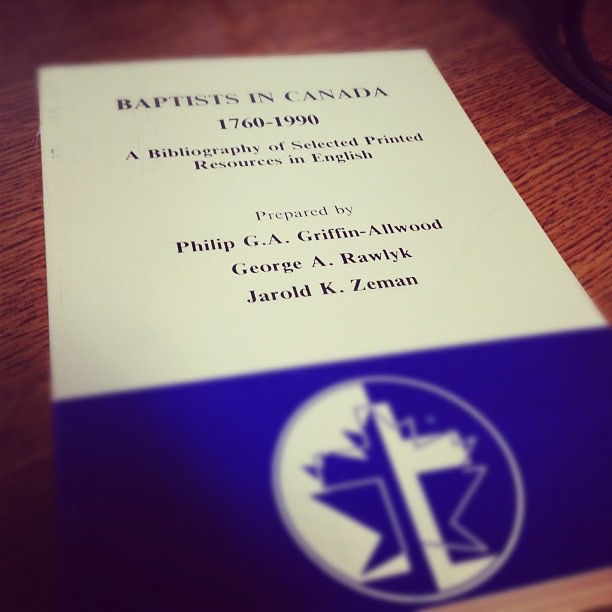 BAPTISTS IN CANADA
1760-1990
A Bibliography of Selected Printed
Resources in English
Prepared by
Philip G.A. Griffin-Allwood
George A. Rawlyk
Jarold K. Zeman